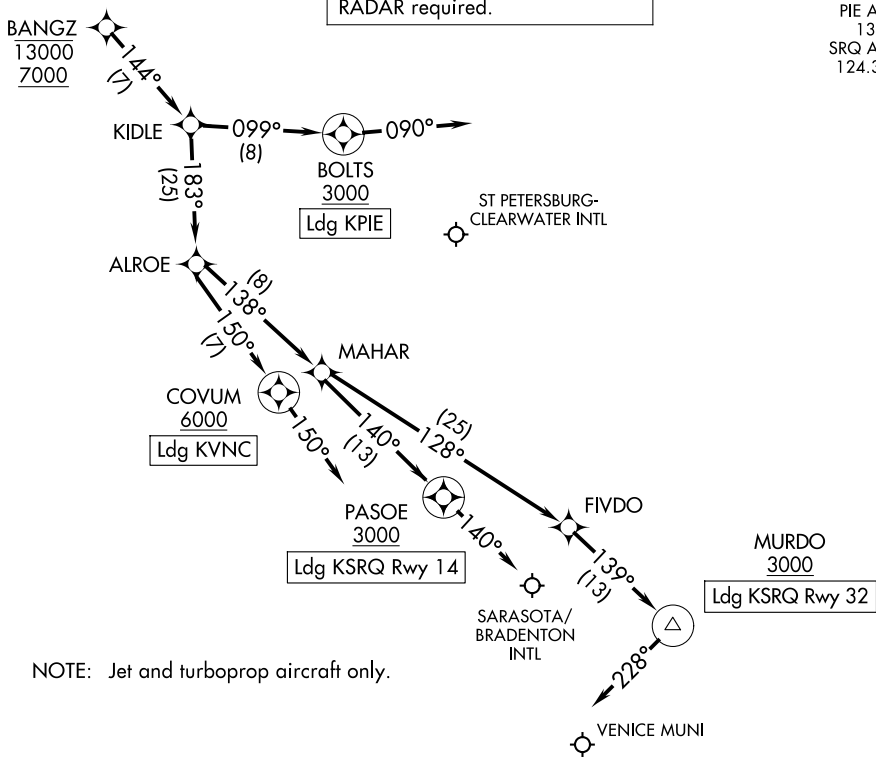 RADAR required.
PIE A
13
SRQ A
124.3
BANGZ
13000
7000
144°
(7)
KIDLE
099°
(8)
BOLTS
3000
Ldg KPIE
090°
183°
(25)
ST PETERSBURG-
CLEARWATER INTL
ALROE
(8)
138°
150°
(7)
MAHAR
COVUM
6000
Ldg KVNC
150°
140°
(13)
(25)
128°
PASOE
3000
Ldg KSRQ Rwy 14
140°
FIVDO
139°
(13)
MURDO
3000
Ldg KSRQ Rwy 32
SARASOTA/
BRADENTON
INTL
228°
NOTE: Jet and turboprop aircraft only.
VENICE MUNI